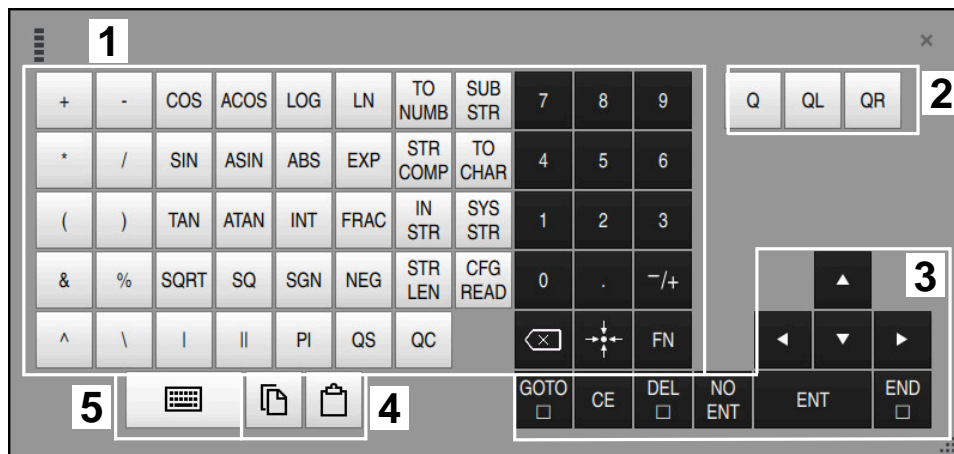 1
×
+ - COS ACOS LOG LN TO NUMB SUB STR 7 8 9 Q QL QR 2
* / SIN ASIN ABS EXP STR COMP TO CHAR 4 5 6
( ) TAN ATAN INT FRAC IN STR SYS STR 1 2 3
& % SQRT SQ SGN NEG STR LEN CFG READ 0 . −/+ 3
^ \ | || PI QS QC FN
5 4 GOTO □ CE DEL □ NO ENT ENT END □